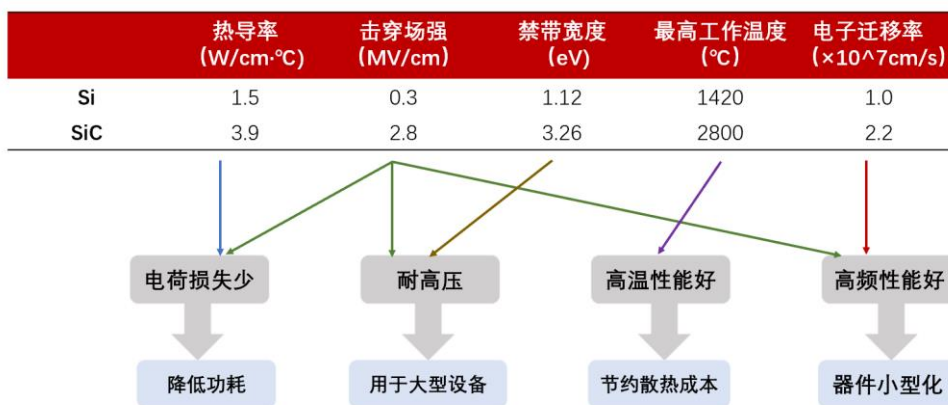 热导率 击穿场强 禁带宽度 最高工作温度 电子迁移率
(W/cm·℃) (MV/cm) (eV) (℃) (×10^7cm/s)
Si 1.5 0.3 1.12 1420 1.0
SiC 3.9 2.8 3.26 2800 2.2
电荷损失少 耐高压 高温性能好 高频性能好
降低功耗 用于大型设备 节约散热成本 器件小型化